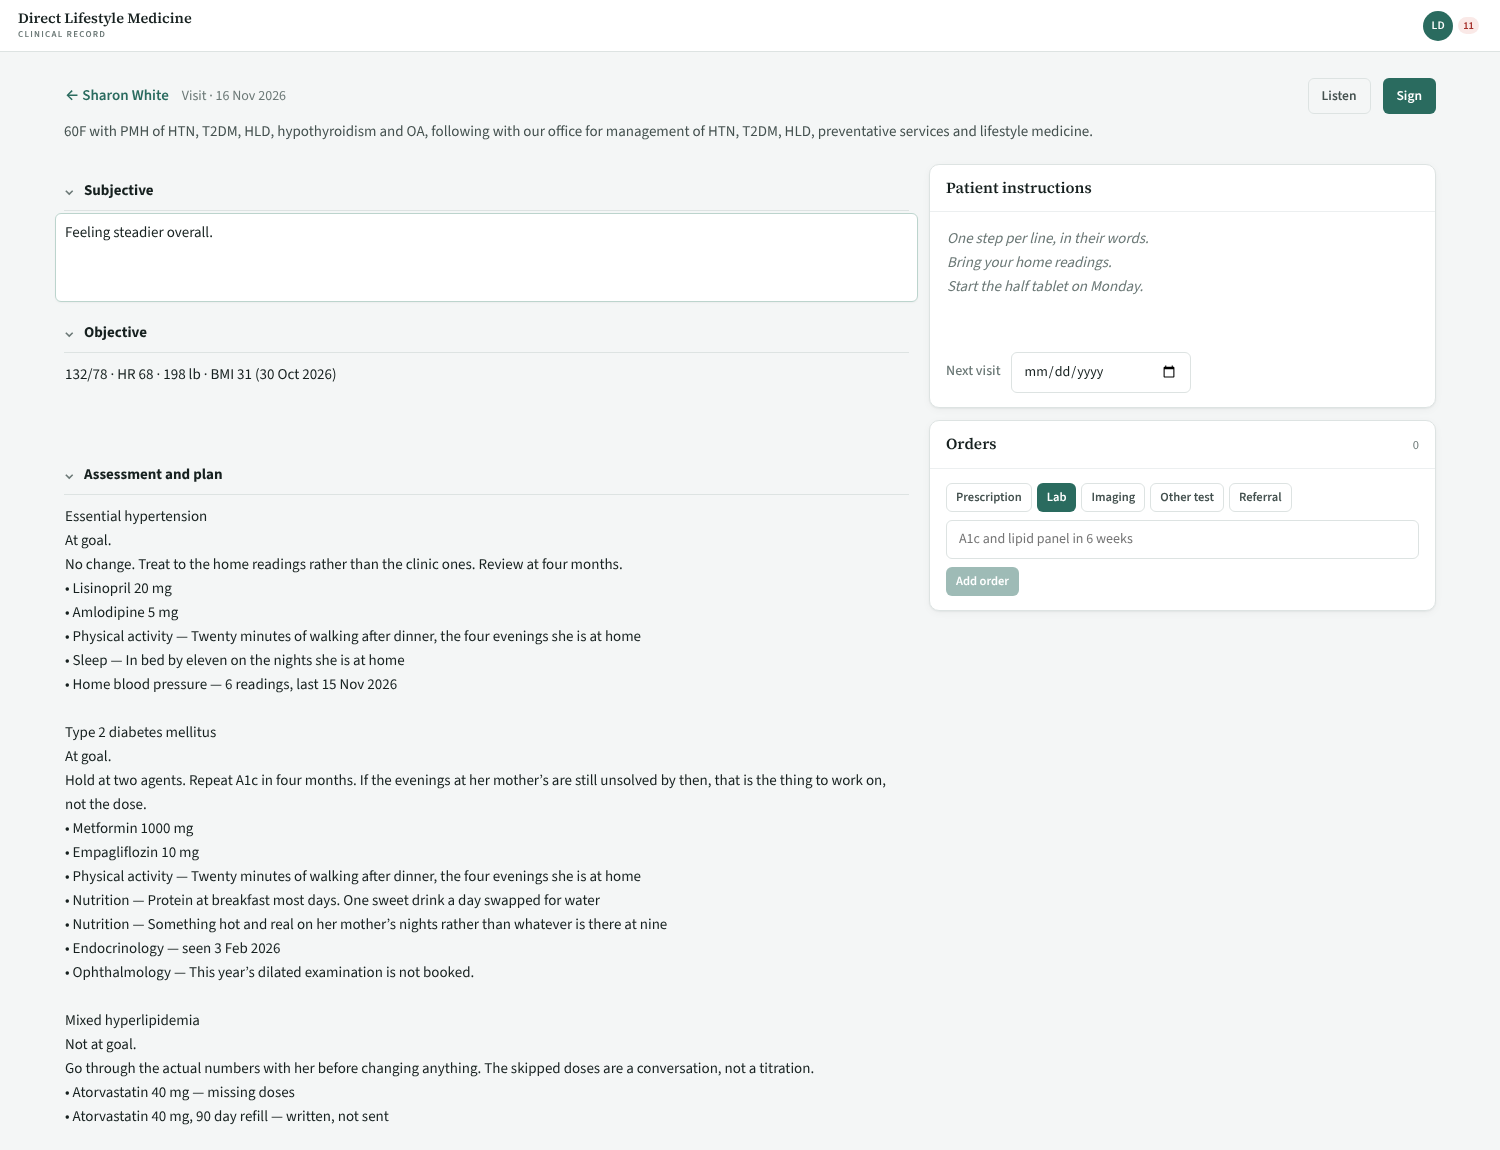 Direct Lifestyle Medicine
CLINICAL RECORD
LD
11
← Sharon White
Visit · 16 Nov 2026
Listen
Sign
60F with PMH of HTN, T2DM, HLD, hypothyroidism and OA, following with our office for management of HTN, T2DM, HLD, preventative services and lifestyle medicine.
Subjective
Feeling steadier overall.
Objective
132/78 · HR 68 · 198 lb · BMI 31 (30 Oct 2026)
Assessment and plan
Essential hypertension
At goal.
No change. Treat to the home readings rather than the clinic ones. Review at four months.
• Lisinopril 20 mg
• Amlodipine 5 mg
• Physical activity — Twenty minutes of walking after dinner, the four evenings she is at home
• Sleep — In bed by eleven on the nights she is at home
• Home blood pressure — 6 readings, last 15 Nov 2026
Type 2 diabetes mellitus
At goal.
Hold at two agents. Repeat A1c in four months. If the evenings at her mother’s are still unsolved by then, that is the thing to work on,
not the dose.
• Metformin 1000 mg
• Empagliflozin 10 mg
• Physical activity — Twenty minutes of walking after dinner, the four evenings she is at home
• Nutrition — Protein at breakfast most days. One sweet drink a day swapped for water
• Nutrition — Something hot and real on her mother’s nights rather than whatever is there at nine
• Endocrinology — seen 3 Feb 2026
• Ophthalmology — This year’s dilated examination is not booked.
Mixed hyperlipidemia
Not at goal.
Go through the actual numbers with her before changing anything. The skipped doses are a conversation, not a titration.
• Atorvastatin 40 mg — missing doses
• Atorvastatin 40 mg, 90 day refill — written, not sent
Patient instructions
One step per line, in their words.
Bring your home readings.
Start the half tablet on Monday.
Next visit
mm/dd/yyyy
Orders
0
Prescription
Lab
Imaging
Other test
Referral
A1c and lipid panel in 6 weeks
Add order